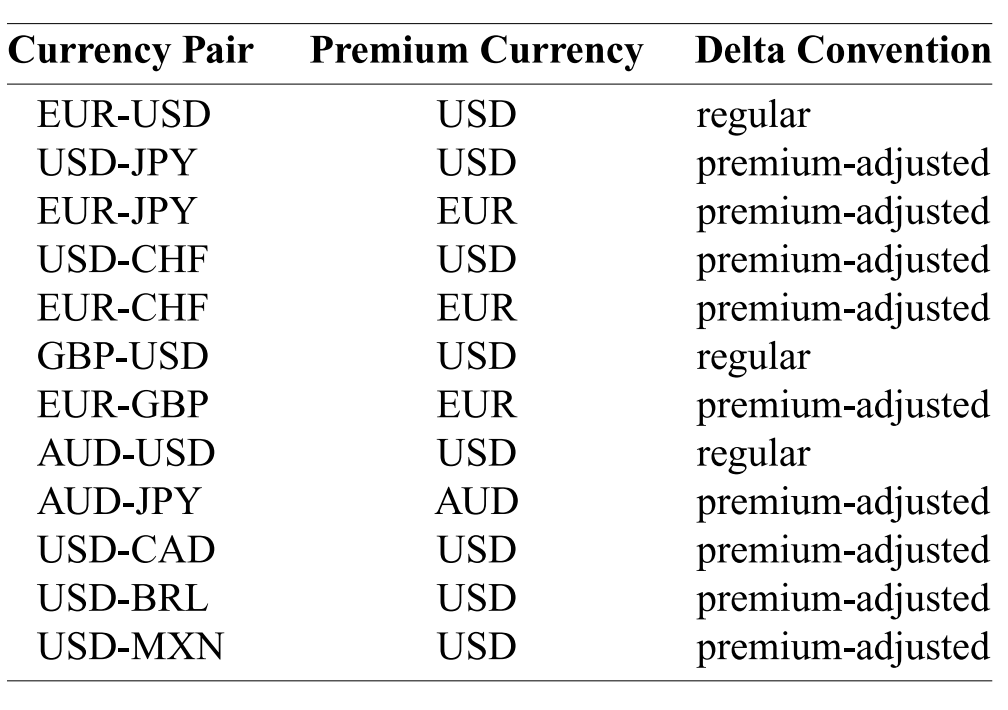 Currency Pair Premium Currency Delta Convention
EUR-USD USD regular
USD-JPY USD premium-adjusted
EUR-JPY EUR premium-adjusted
USD-CHF USD premium-adjusted
EUR-CHF EUR premium-adjusted
GBP-USD USD regular
EUR-GBP EUR premium-adjusted
AUD-USD USD regular
AUD-JPY AUD premium-adjusted
USD-CAD USD premium-adjusted
USD-BRL USD premium-adjusted
USD-MXN USD premium-adjusted